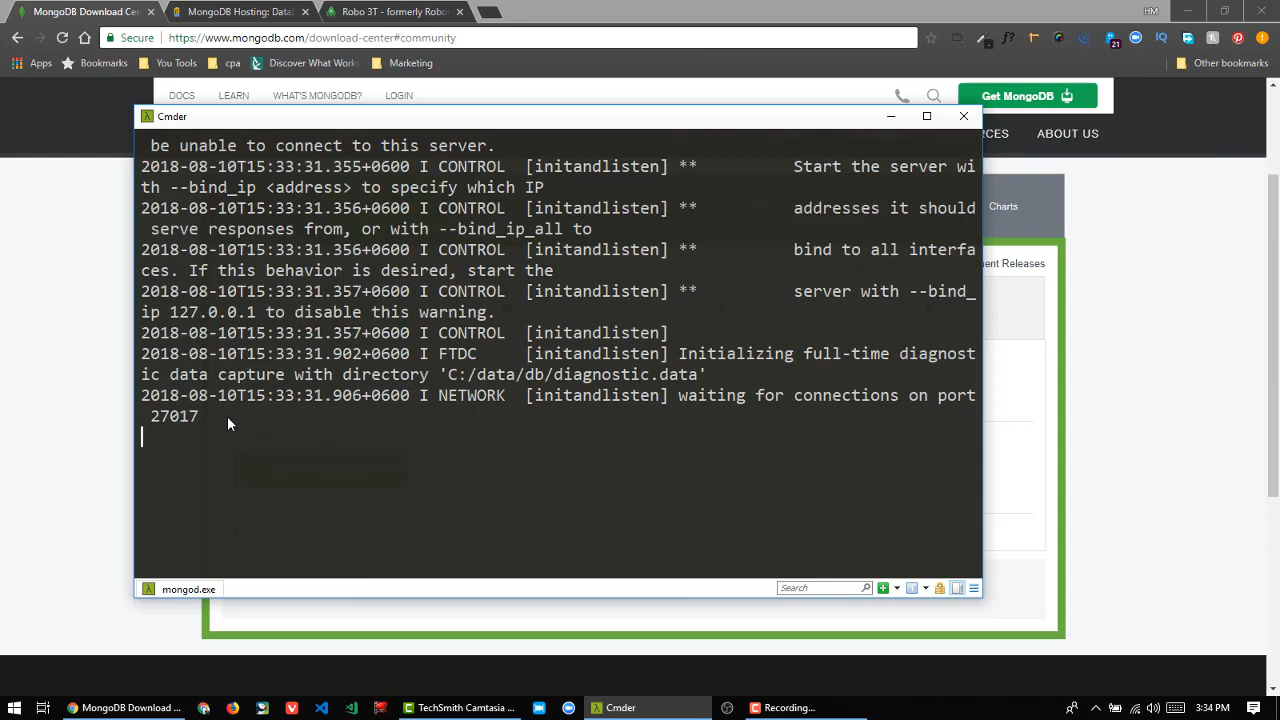 MongoDB Download Cen
MongoDB Hosting: Datab
Robo 3T - formerly Robom
HM
Secure
https://www.mongodb.com/download-center#community
21
Apps
Bookmarks
You Tools
cpa
Discover What Works
Marketing
Other bookmarks
DOCS
LEARN
WHAT'S MONGODB?
LOGIN
Get MongoDB
RCES
ABOUT US
Charts
ment Releases
Cmder
be unable to connect to this server.
2018-08-10T15:33:31.355+0600 I CONTROL [initandlisten] ** Start the server wi
th --bind_ip <address> to specify which IP
2018-08-10T15:33:31.356+0600 I CONTROL [initandlisten] ** addresses it should
serve responses from, or with --bind_ip_all to
2018-08-10T15:33:31.356+0600 I CONTROL [initandlisten] ** bind to all interfa
ces. If this behavior is desired, start the
2018-08-10T15:33:31.357+0600 I CONTROL [initandlisten] ** server with --bind_
ip 127.0.0.1 to disable this warning.
2018-08-10T15:33:31.357+0600 I CONTROL [initandlisten]
2018-08-10T15:33:31.902+0600 I FTDC [initandlisten] Initializing full-time diagnost
ic data capture with directory 'C:/data/db/diagnostic.data'
2018-08-10T15:33:31.906+0600 I NETWORK [initandlisten] waiting for connections on port
27017
mongod.exe
Search
MongoDB Download ...
TechSmith Camtasia ...
Cmder
Recording...
3:34 PM